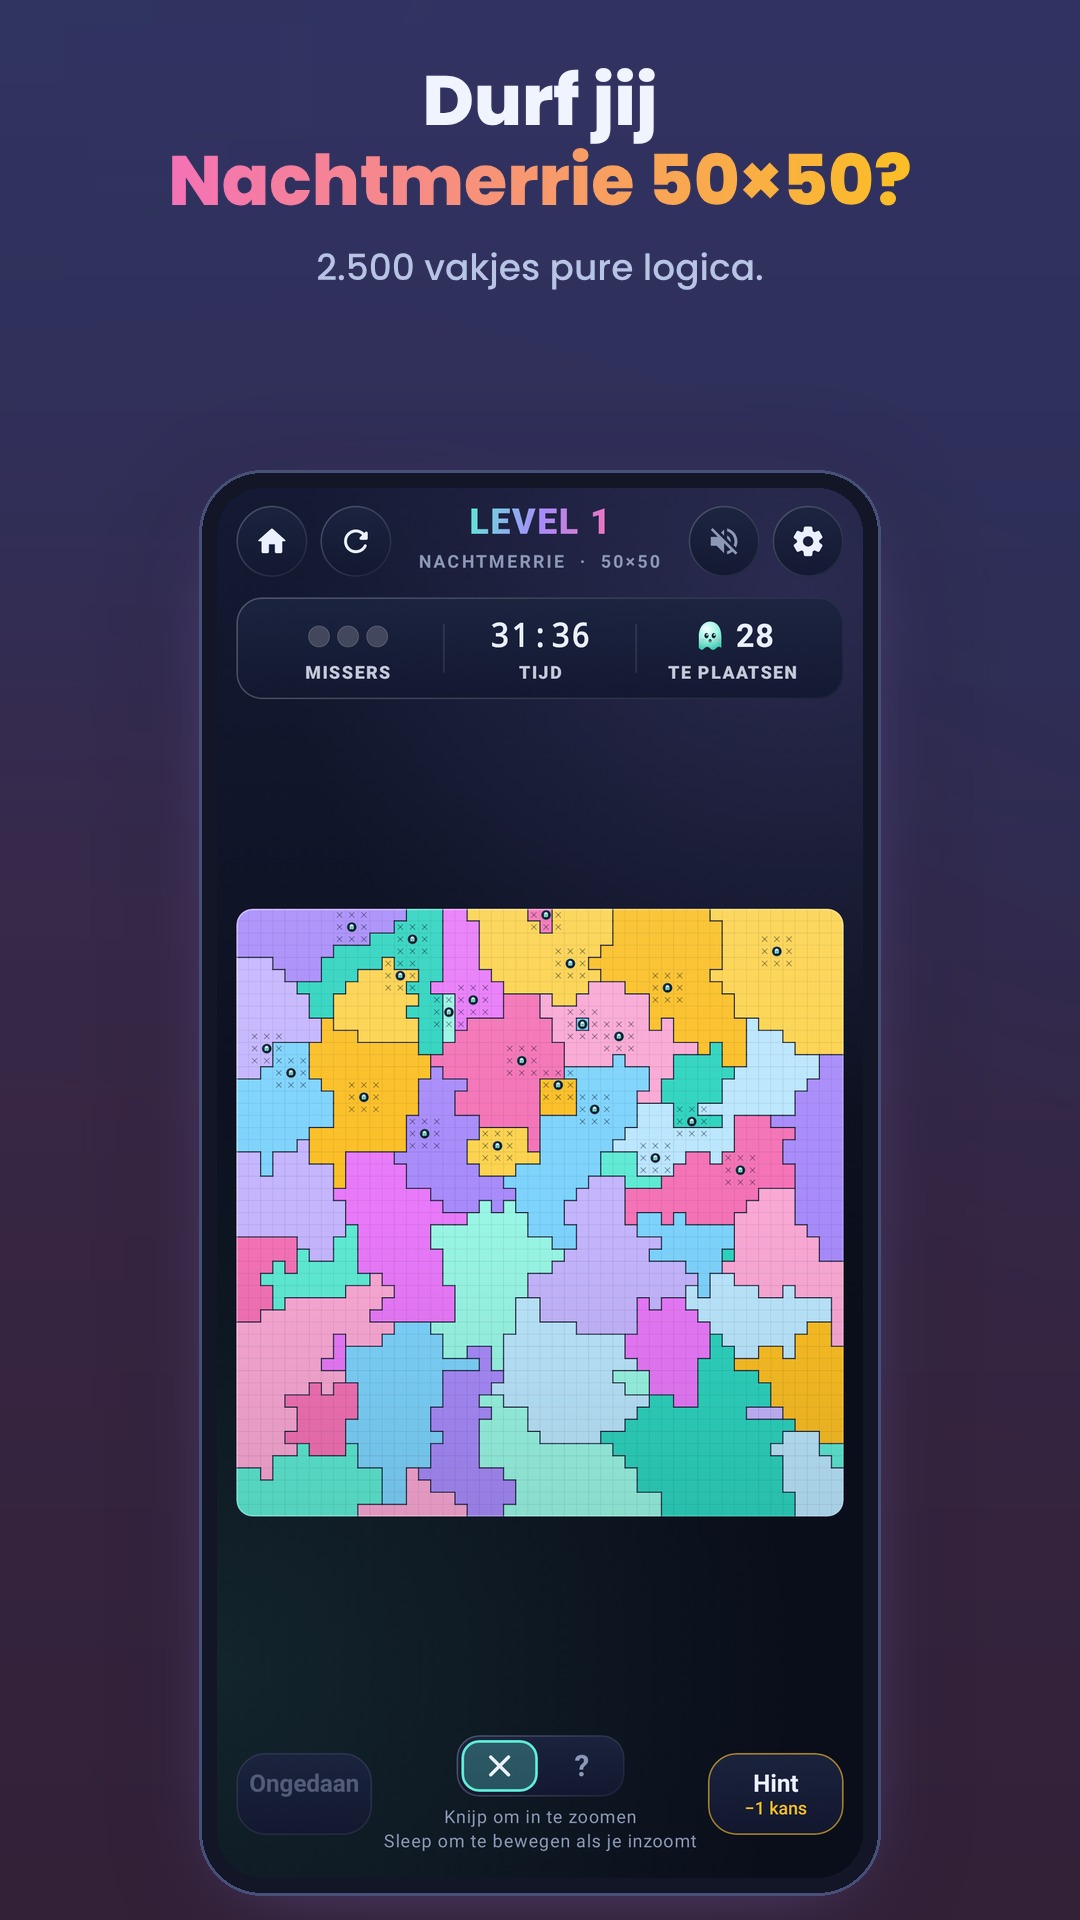 Durf jij
Nachtmerrie 50×50?
2.500 vakjes pure logica.
LEVEL 1
NACHTMERRIE · 50×50
31:36
28
MISSERS
TIJD
TE PLAATSEN
Ongedaan
?
Hint
−1 kans
Knijp om in te zoomen
Sleep om te bewegen als je inzoomt